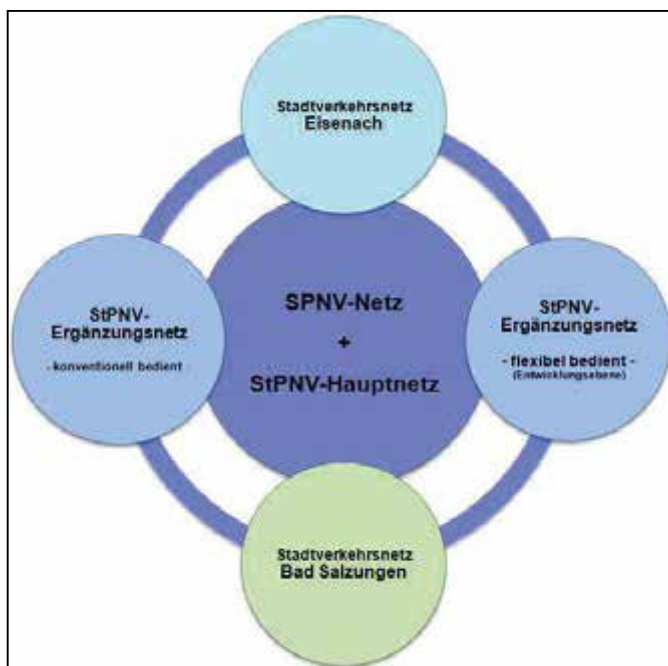 Stadtverkehrsnetz
Eisenach
StPNV-
Ergänzungsnetz
- konventionell bedient -
SPNV-Netz
+
StPNV-Hauptnetz
StPNV-
Ergänzungsnetz
- flexibel bedient -
(Entwicklungsebene)
Stadtverkehrsnetz
Bad Salzungen